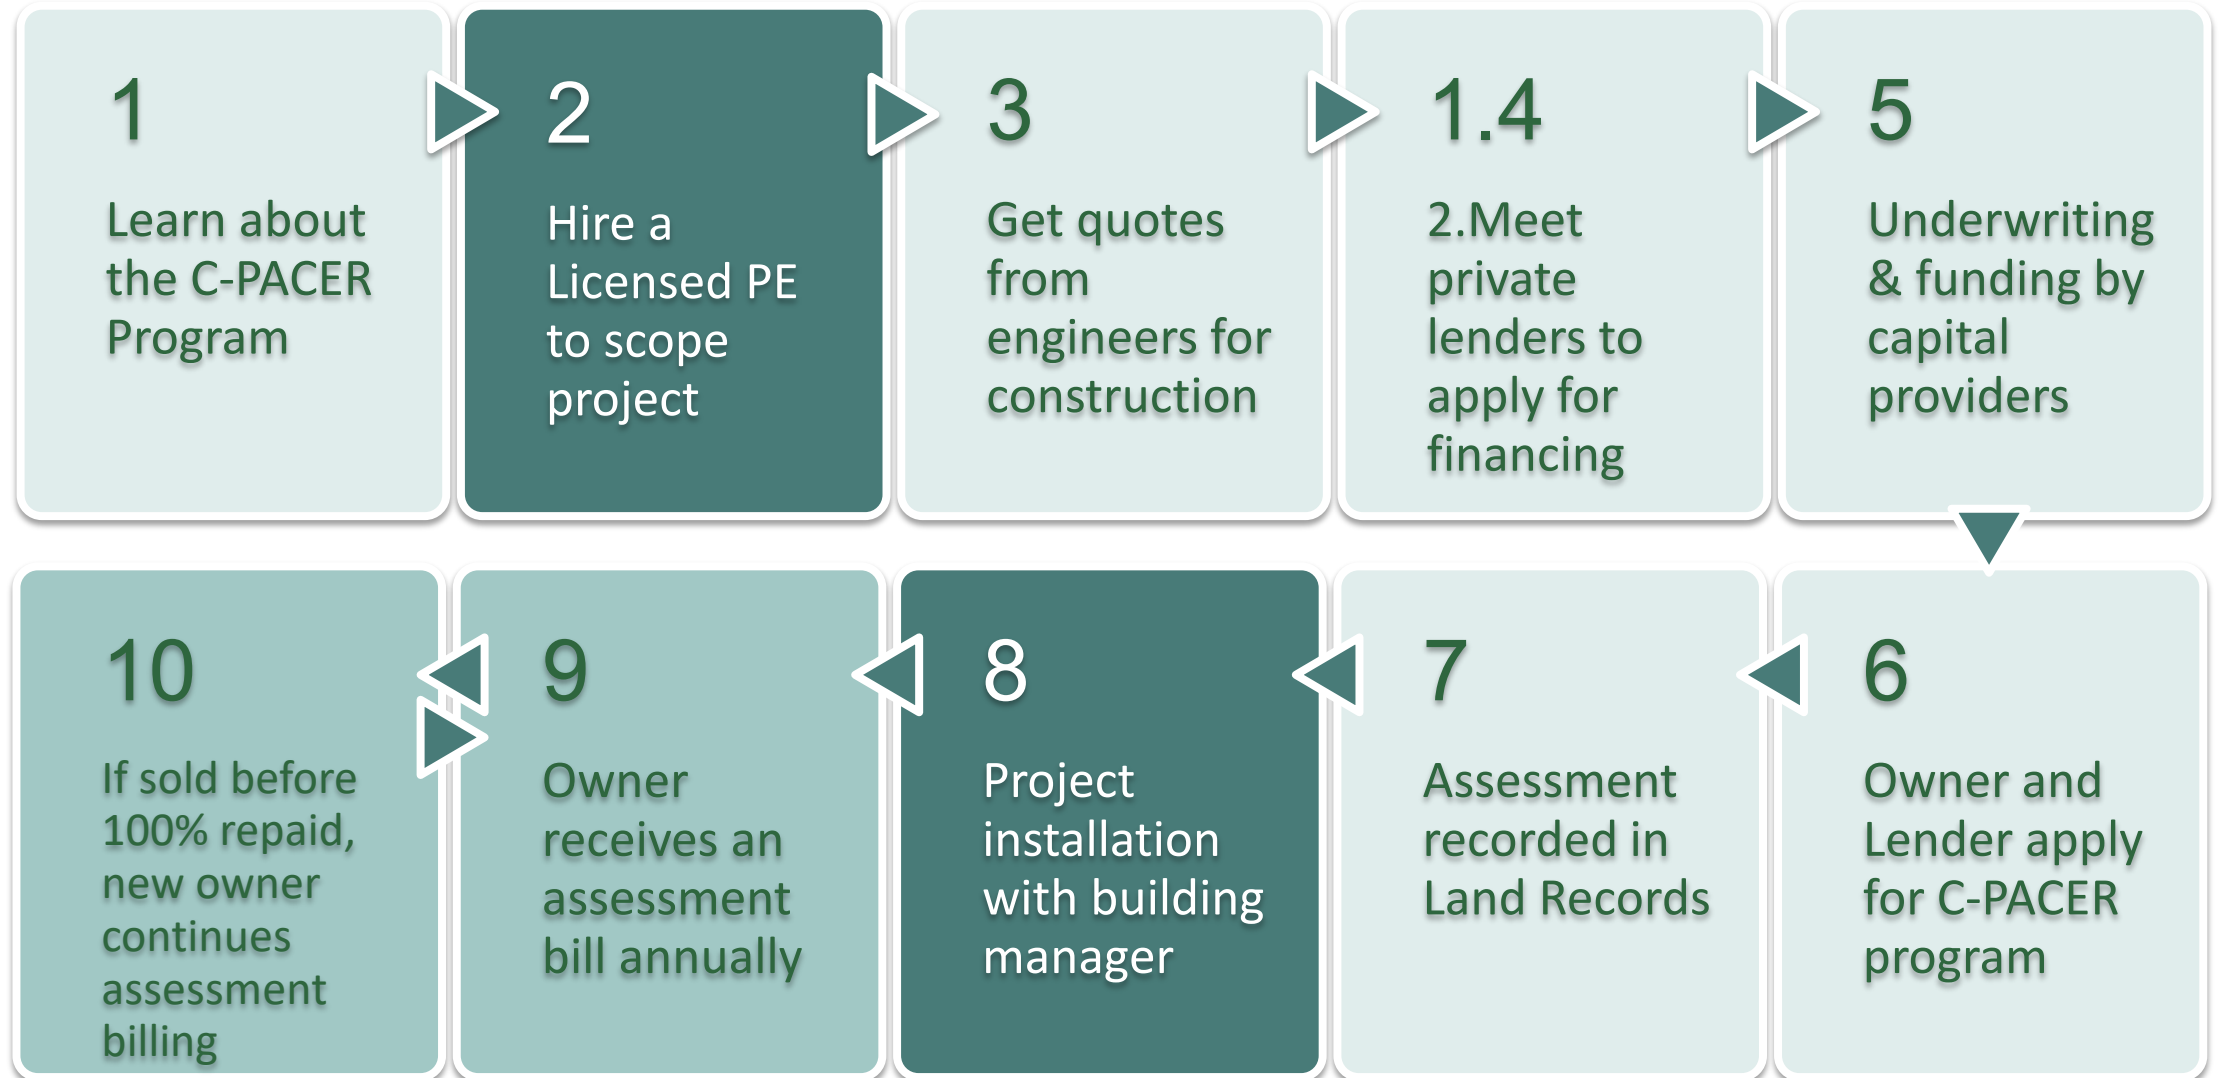 1
Learn about
the C-PACER
Program
2
Hire a
Licensed PE
to scope
project
3
Get quotes
from
engineers for
construction
1.4
2.Meet
private
lenders to
apply for
financing
5
Underwriting
& funding by
capital
providers
6
Owner and
Lender apply
for C-PACER
program
7
Assessment
recorded in
Land Records
8
Project
installation
with building
manager
9
Owner
receives an
assessment
bill annually
10
If sold before
100% repaid,
new owner
continues
assessment
billing